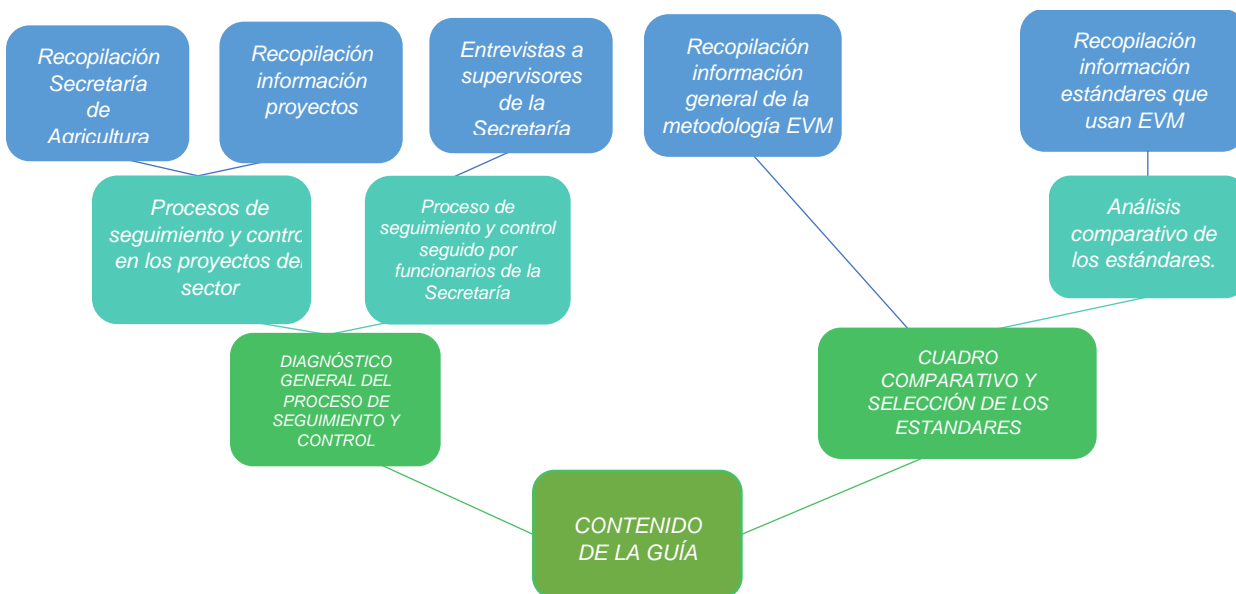 Recopilación
Secretaría
de
Agricultura
Recopilación
información
proyectos
Entrevistas a
supervisores
de la
Secretaría
Recopilación
información
general de la
metodología EVM
Recopilación
información
estándares que
usan EVM
Procesos de
seguimiento y contro
en los proyectos del
sector
Proceso de
seguimiento y control
seguido por
funcionarios de la
Secretaría
Análisis
comparativo de
los estándares.
DIAGNÓSTICO
GENERAL DEL
PROCESO DE
SEGUIMIENTO Y
CONTROL
CUADRO
COMPARATIVO Y
SELECCIÓN DE LOS
ESTANDARES
CONTENIDO
DE LA GUÍA